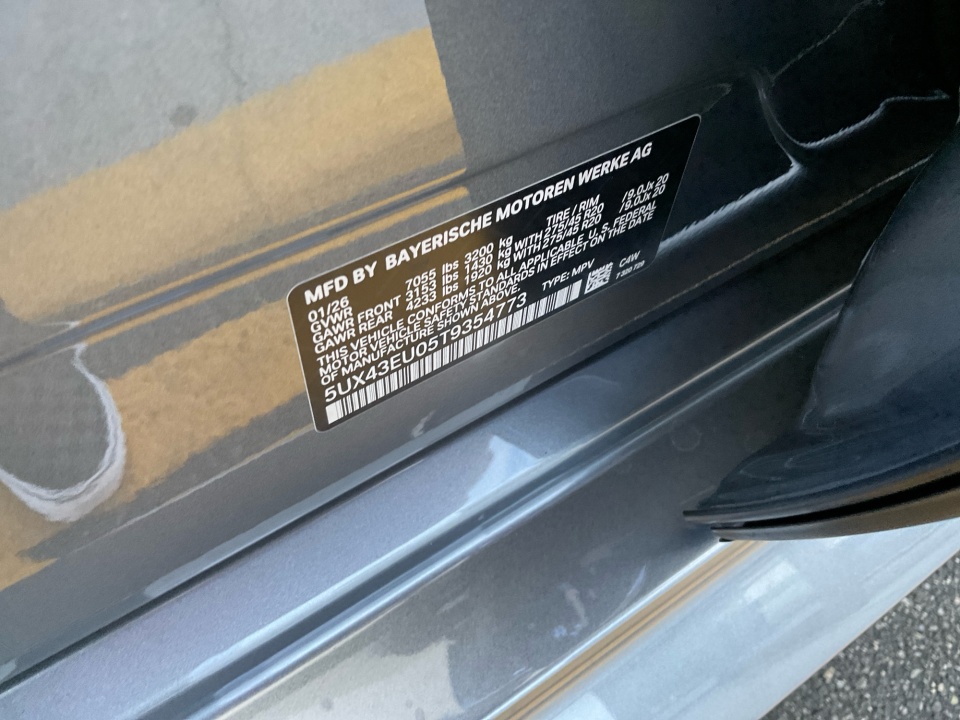 MFD BY BAYERISCHE MOTOREN WERKE AG
01/26 TIRE / RIM
GVWR 7055 lbs 3200 kg
GAWR FRONT 3153 lbs 1430 kg WITH 275/45 R20 /9.0Jx 20
GAWR REAR 4233 lbs 1920 kg WITH 275/45 R20 /9.0Jx 20
THIS VEHICLE CONFORMS TO ALL APPLICABLE U. S. FEDERAL
MOTOR VEHICLE SAFETY STANDARDS IN EFFECT ON THE DATE
OF MANUFACTURE SHOWN ABOVE.
5UX43EU05T9354773 TYPE: MPV C4W
7 320 729